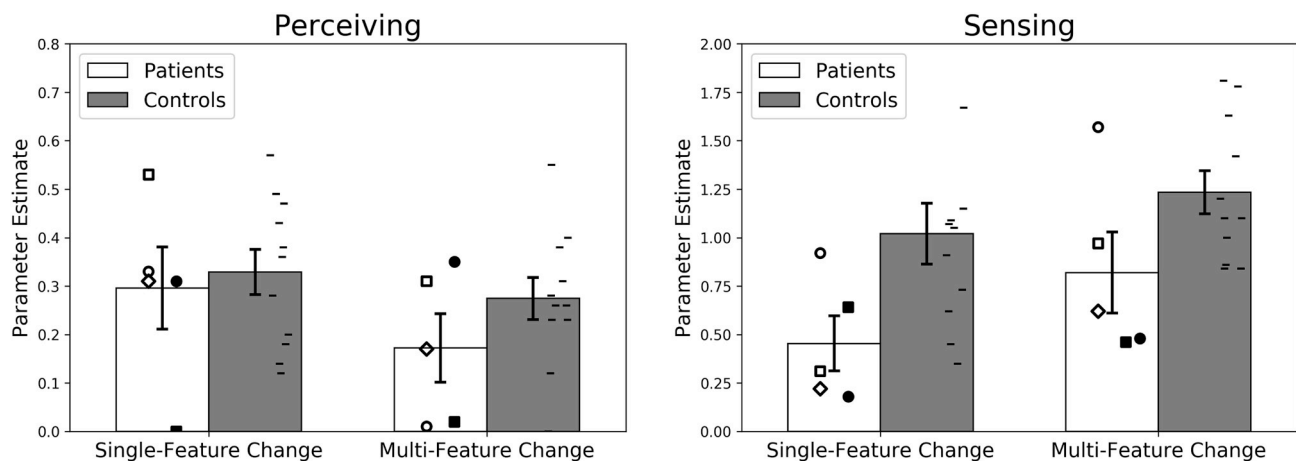 Perceiving
Patients
Controls
Parameter Estimate
0.8
0.7
0.6
0.5
0.4
0.3
0.2
0.1
0.0
Single-Feature Change
Multi-Feature Change
Sensing
Patients
Controls
Parameter Estimate
2.00
1.75
1.50
1.25
1.00
0.75
0.50
0.25
0.00
Single-Feature Change
Multi-Feature Change